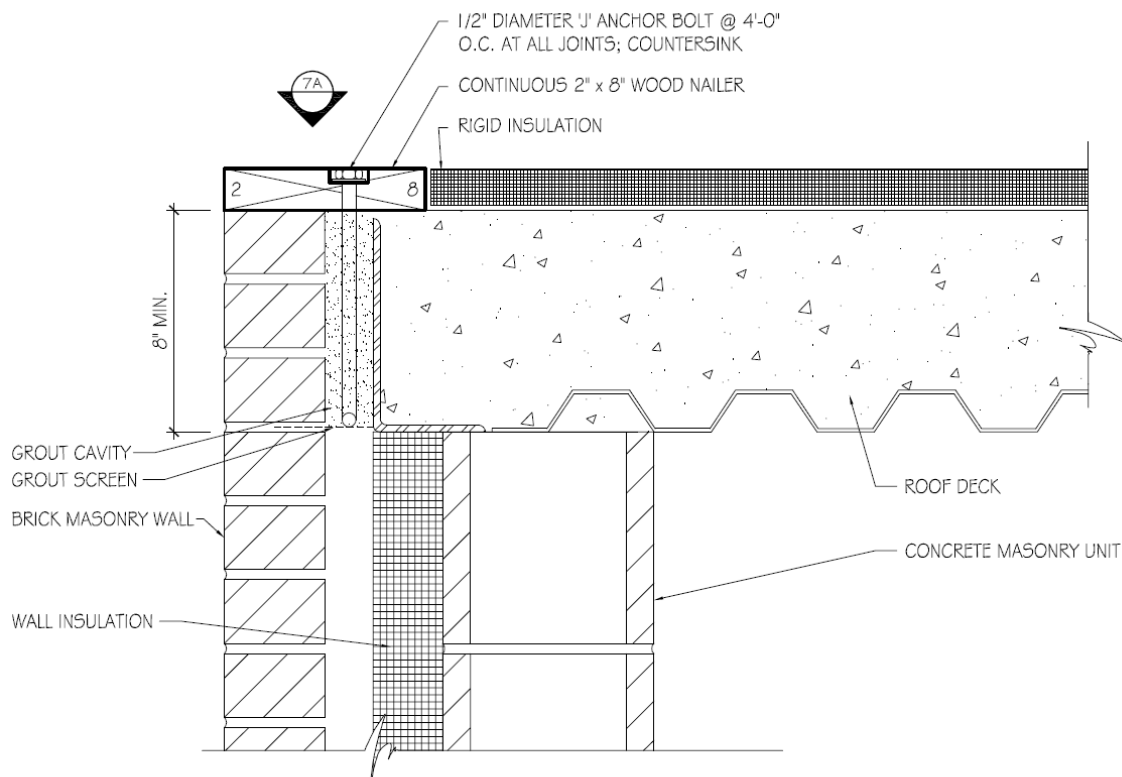 1/2" DIAMETER 'J' ANCHOR BOLT @ 4'-0"
O.C. AT ALL JOINTS; COUNTERSINK
7A
CONTINUOUS 2" x 8" WOOD NAILER
RIGID INSULATION
2
8
8" MIN.
GROUT CAVITY
GROUT SCREEN
ROOF DECK
BRICK MASONRY WALL
CONCRETE MASONRY UNIT
WALL INSULATION